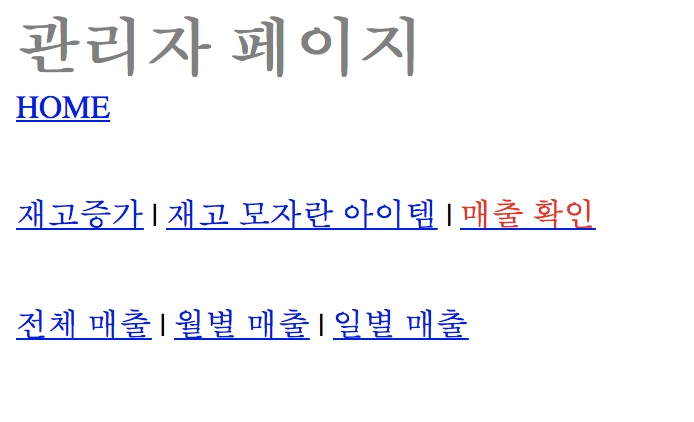 관리자 페이지
HOME
재고증가 | 재고 모자란 아이템 | 매출 확인
전체 매출 | 월별 매출 | 일별 매출